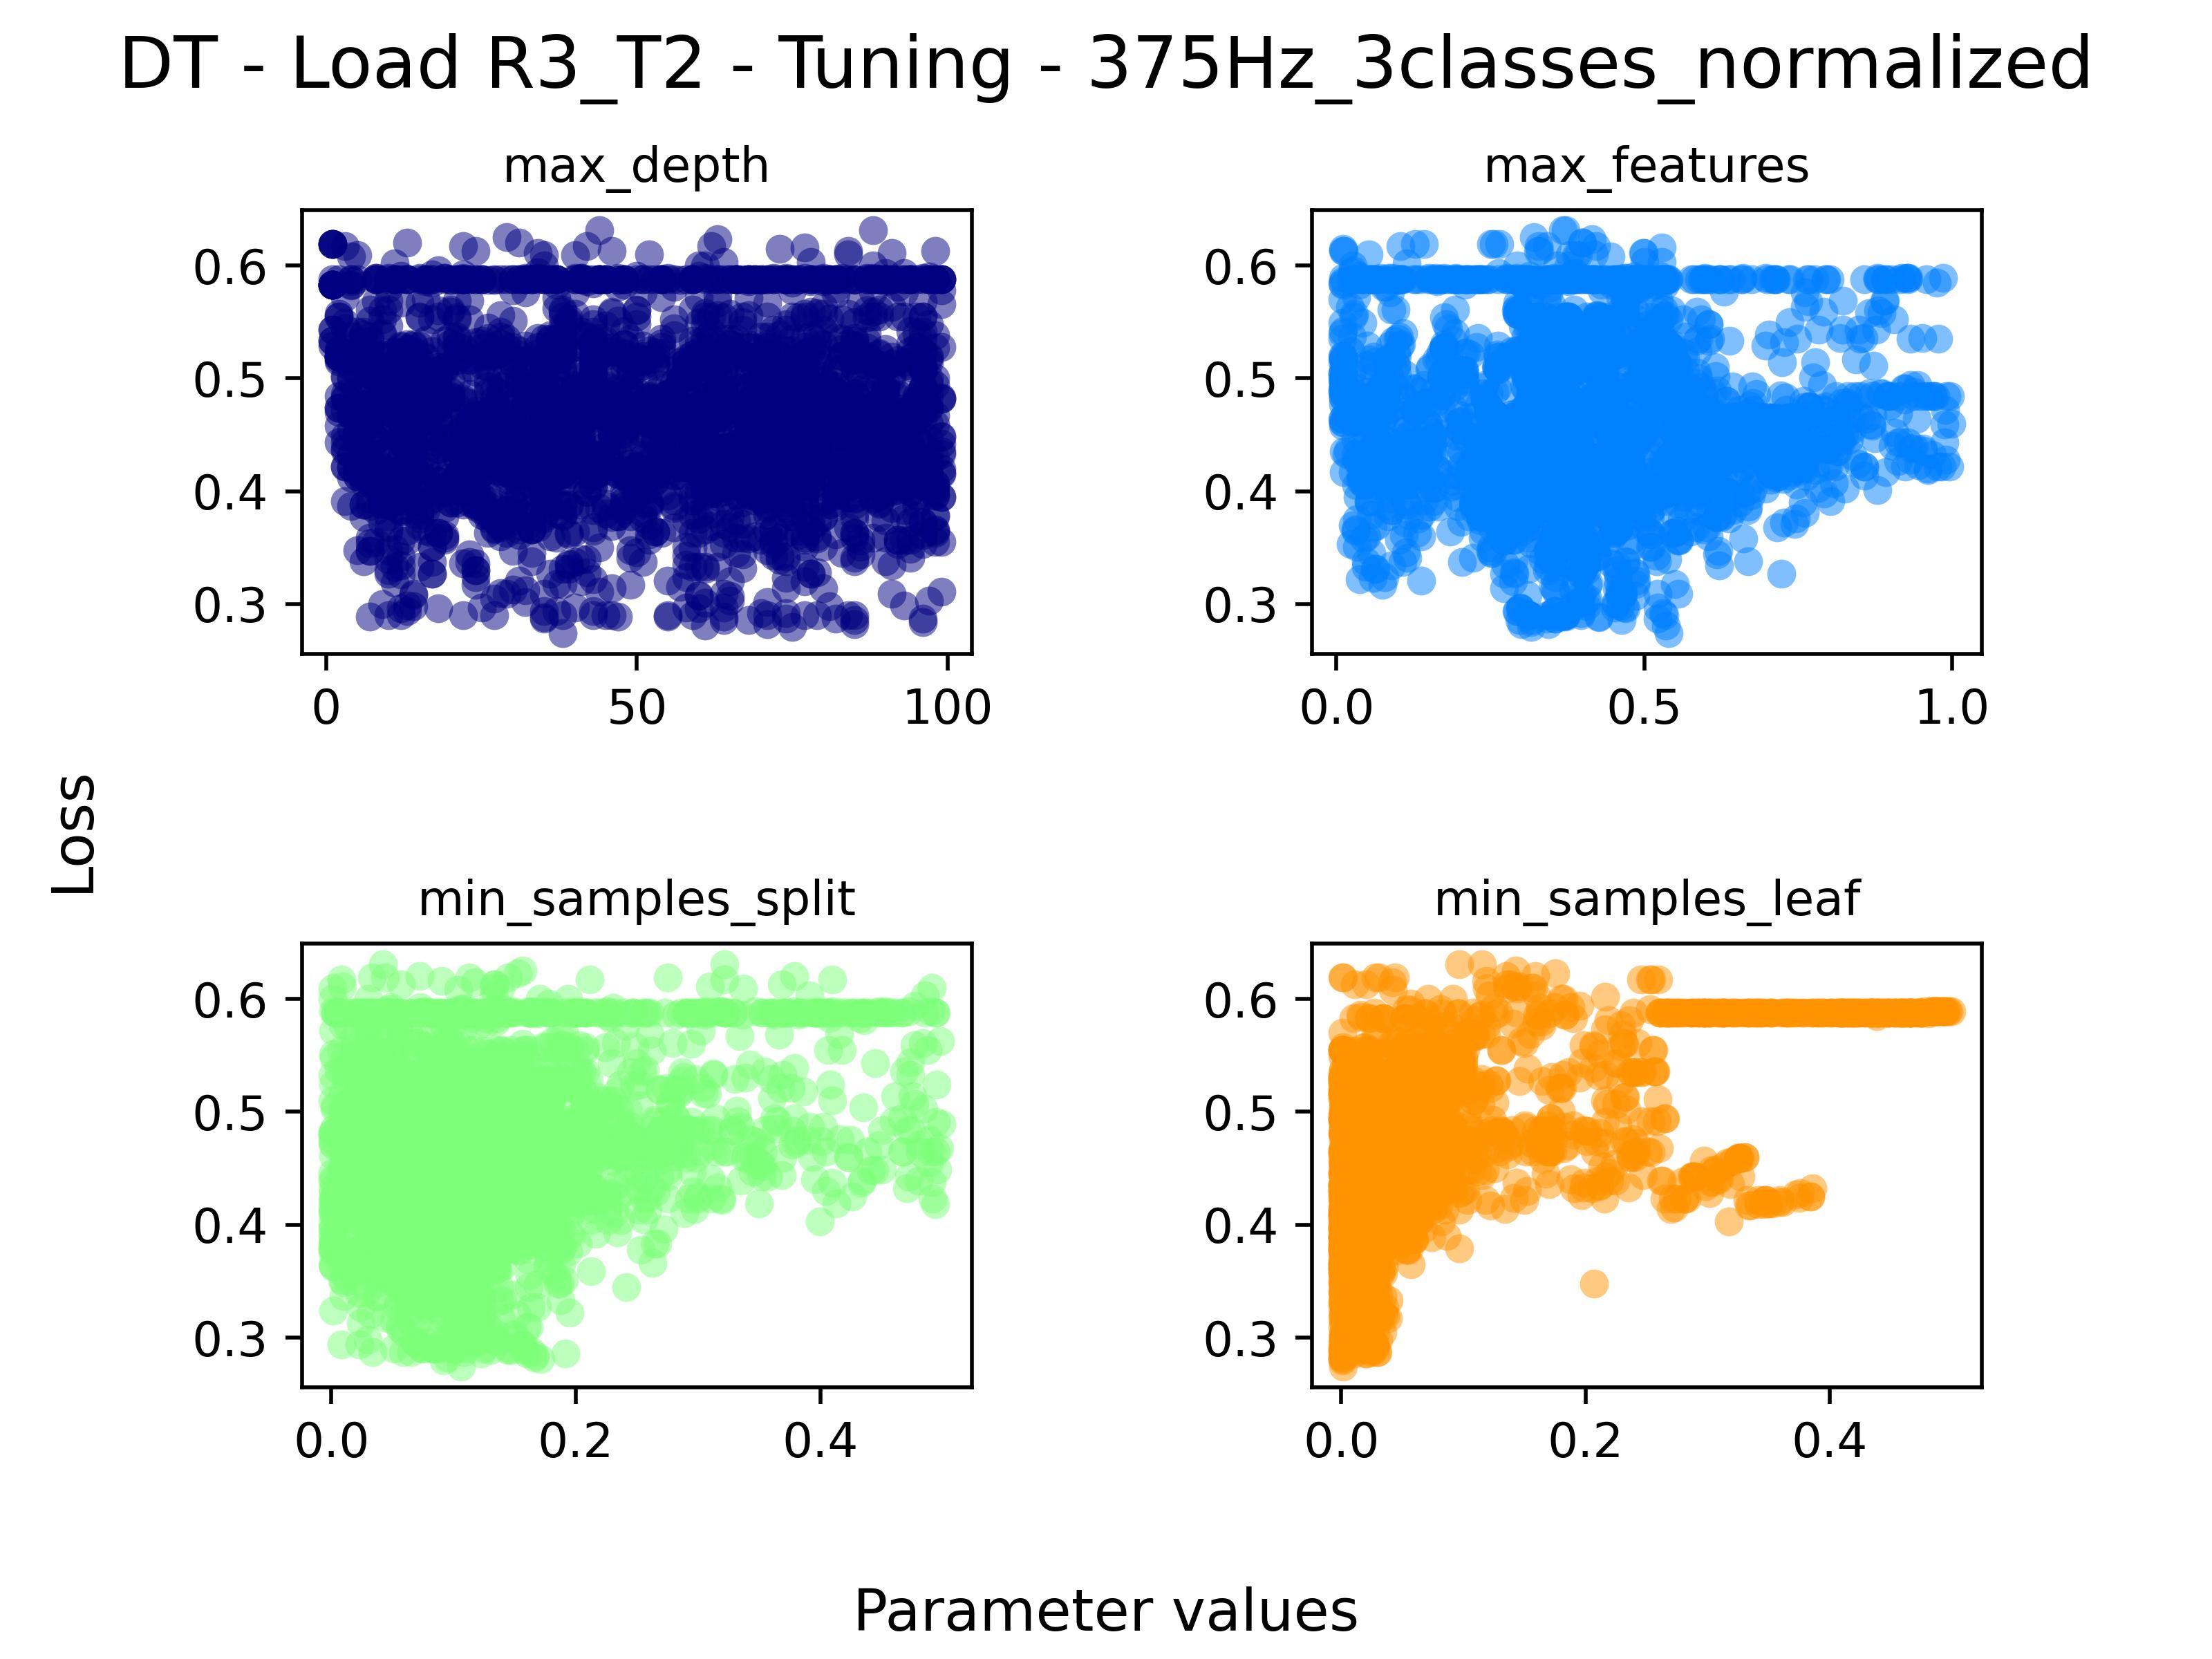 DT - Load R3_T2 - Tuning - 375Hz_3classes_normalized
max_depth
0.6
0.5
0.4
0.3
0 50 100
max_features
0.6
0.5
0.4
0.3
0.0 0.5 1.0
Loss
min_samples_split
0.6
0.5
0.4
0.3
0.0 0.2 0.4
min_samples_leaf
0.6
0.5
0.4
0.3
0.0 0.2 0.4
Parameter values